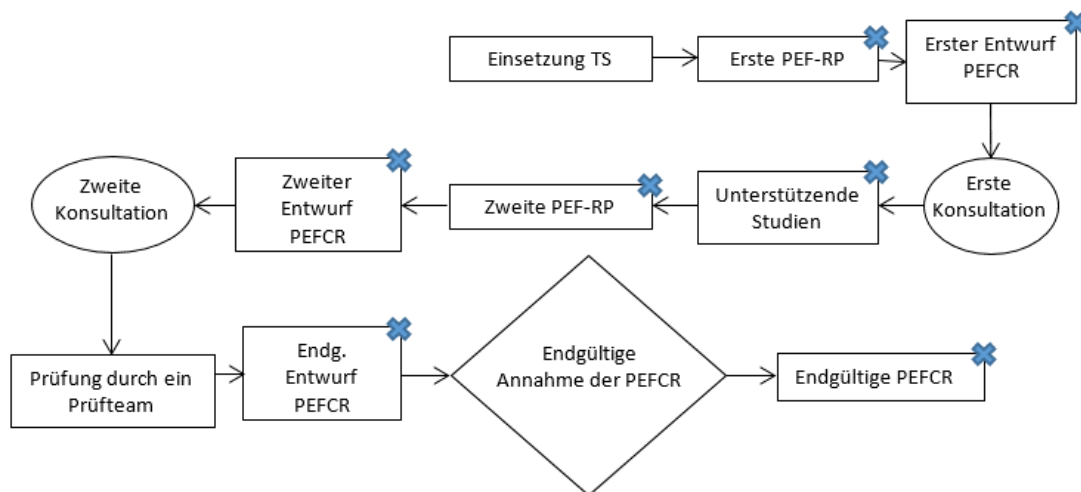 Einsetzung TS
Erste PEF-RP
Erster Entwurf
PEFCR
Erste
Konsultation
Unterstützende
Studien
Zweite PEF-RP
Zweiter
Entwurf
PEFCR
Zweite
Konsultation
Prüfung durch ein
Prüfteam
Endg.
Entwurf
PEFCR
Endgültige
Annahme der PEFCR
Endgültige PEFCR